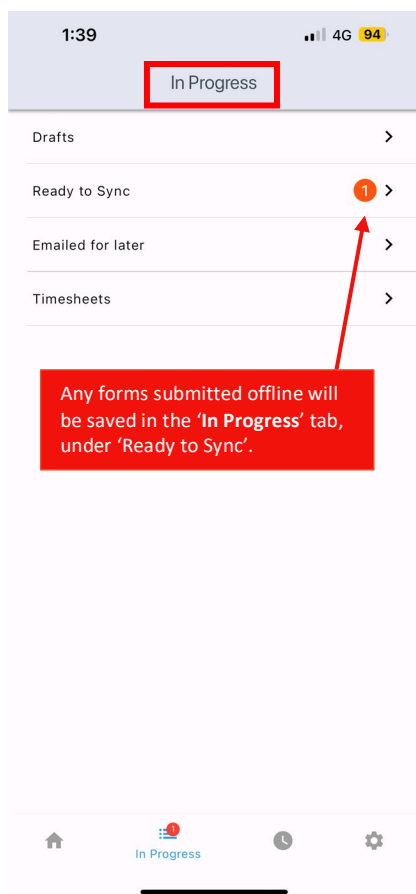 1:39 4G 94
In Progress
Drafts
Ready to Sync 1
Emailed for later
Timesheets
Any forms submitted offline will
be saved in the ‘In Progress’ tab,
under ‘Ready to Sync’.
1
In Progress